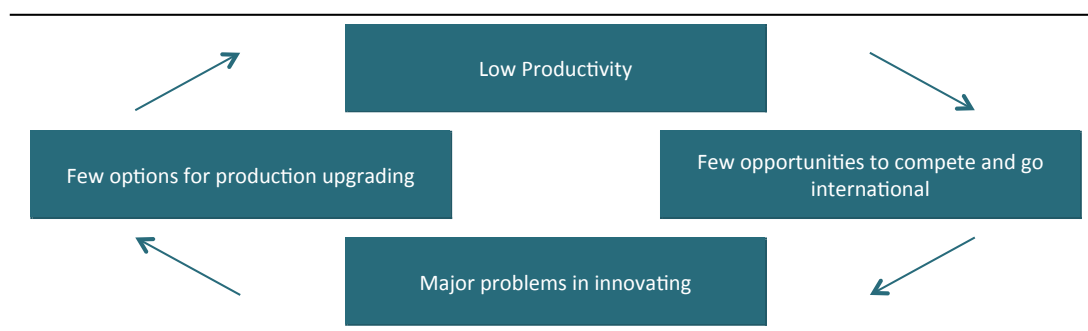 Low Productivity
Few options for production upgrading
Few opportunities to compete and go
international
Major problems in innovating